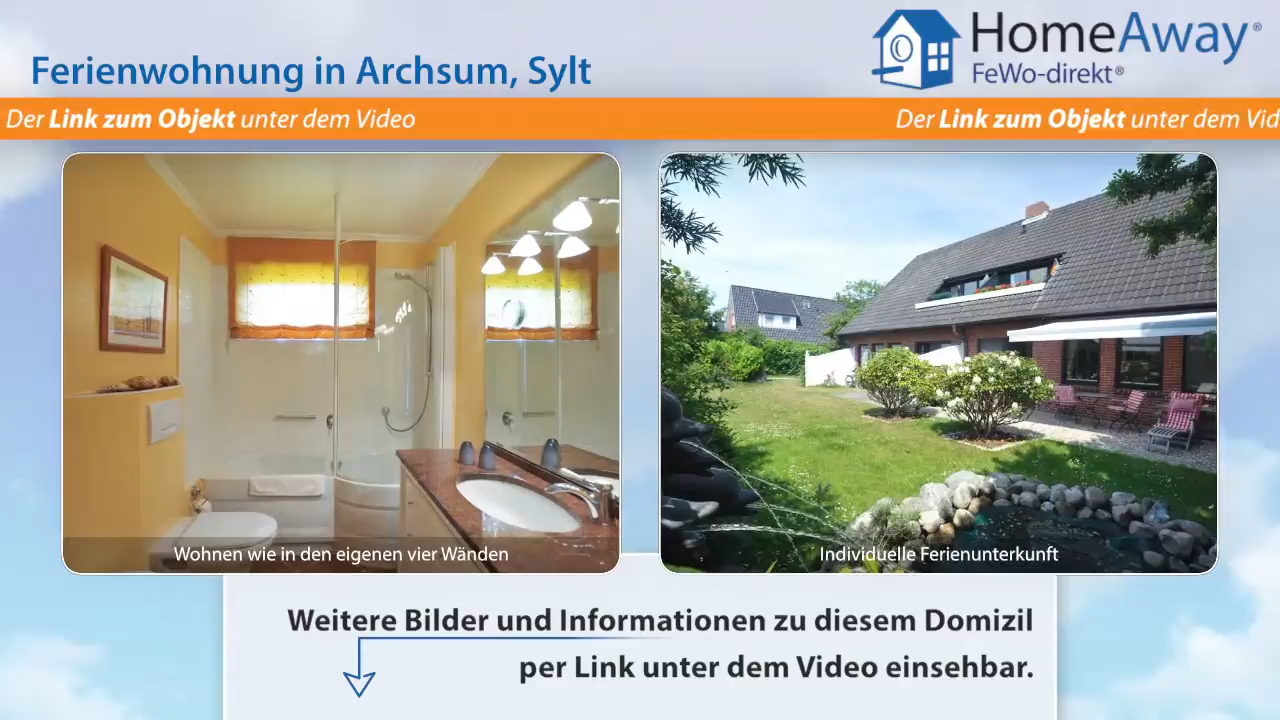 Ferienwohnung in Archsum, Sylt
HomeAway®
FeWo-direkt®
Der Link zum Objekt unter dem Video
Der Link zum Objekt unter dem Vid
Wohnen wie in den eigenen vier Wänden
Individuelle Ferienunterkunft
Weitere Bilder und Informationen zu diesem Domizil
per Link unter dem Video einsehbar.